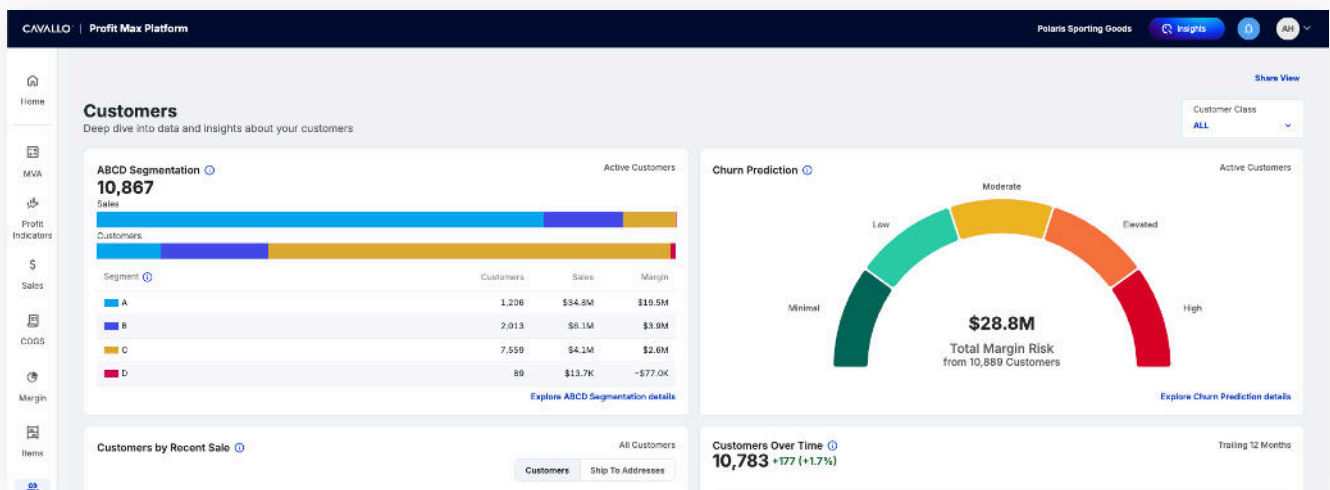 CAVALLO | Profit Max Platform
Polaris Sporting Goods
Insights
AH
Share View
Home
MVA
Profit Indicators
Sales
COGS
Margin
Items
Customers
Deep dive into data and insights about your customers
Customer Class
ALL
ABCD Segmentation
Active Customers
10,867
Sales
Customers
Segment Customers Sales Margin
A 1,206 $34.8M $19.5M
B 2,013 $6.1M $3.9M
C 7,559 $4.1M $2.6M
D 89 $13.7K -$77.0K
Explore ABCD Segmentation details
Churn Prediction
Active Customers
Minimal
Low
Moderate
Elevated
High
$28.8M
Total Margin Risk
from 10,889 Customers
Explore Churn Prediction details
Customers by Recent Sale
All Customers
Customers Ship To Addresses
Customers Over Time
Trailing 12 Months
10,783 +177 (+1.7%)